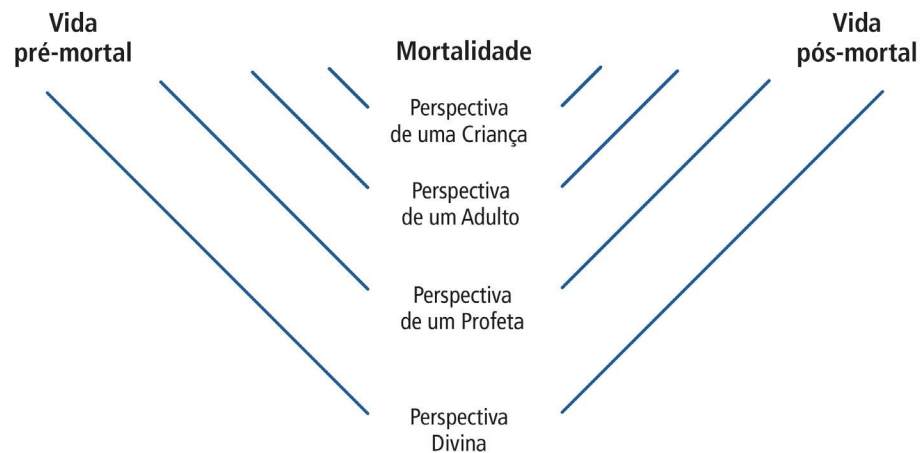 Vida
pré-mortal
Mortalidade
Vida
pós-mortal
Perspectiva
de uma Criança
Perspectiva
de um Adulto
Perspectiva
de um Profeta
Perspectiva
Divina